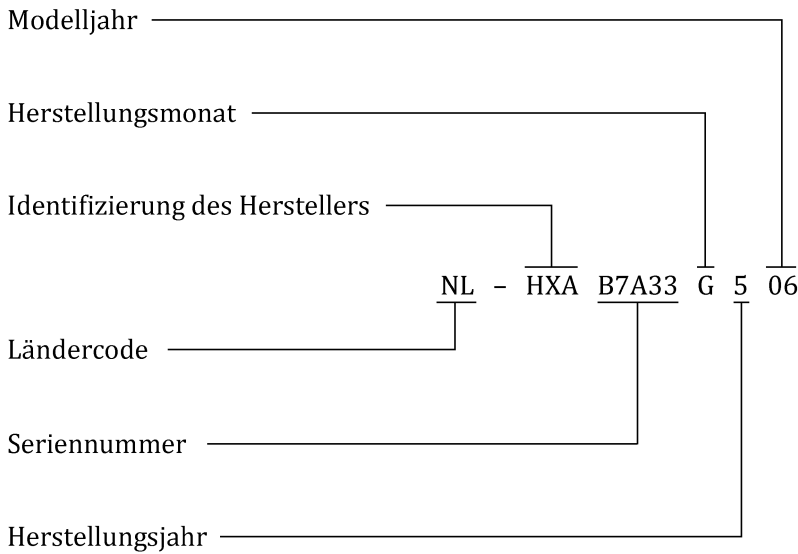 Modelljahr
Herstellungsmonat
Identifizierung des Herstellers
NL – HXA B7A33 G 5 06
Ländercode
Seriennummer
Herstellungsjahr